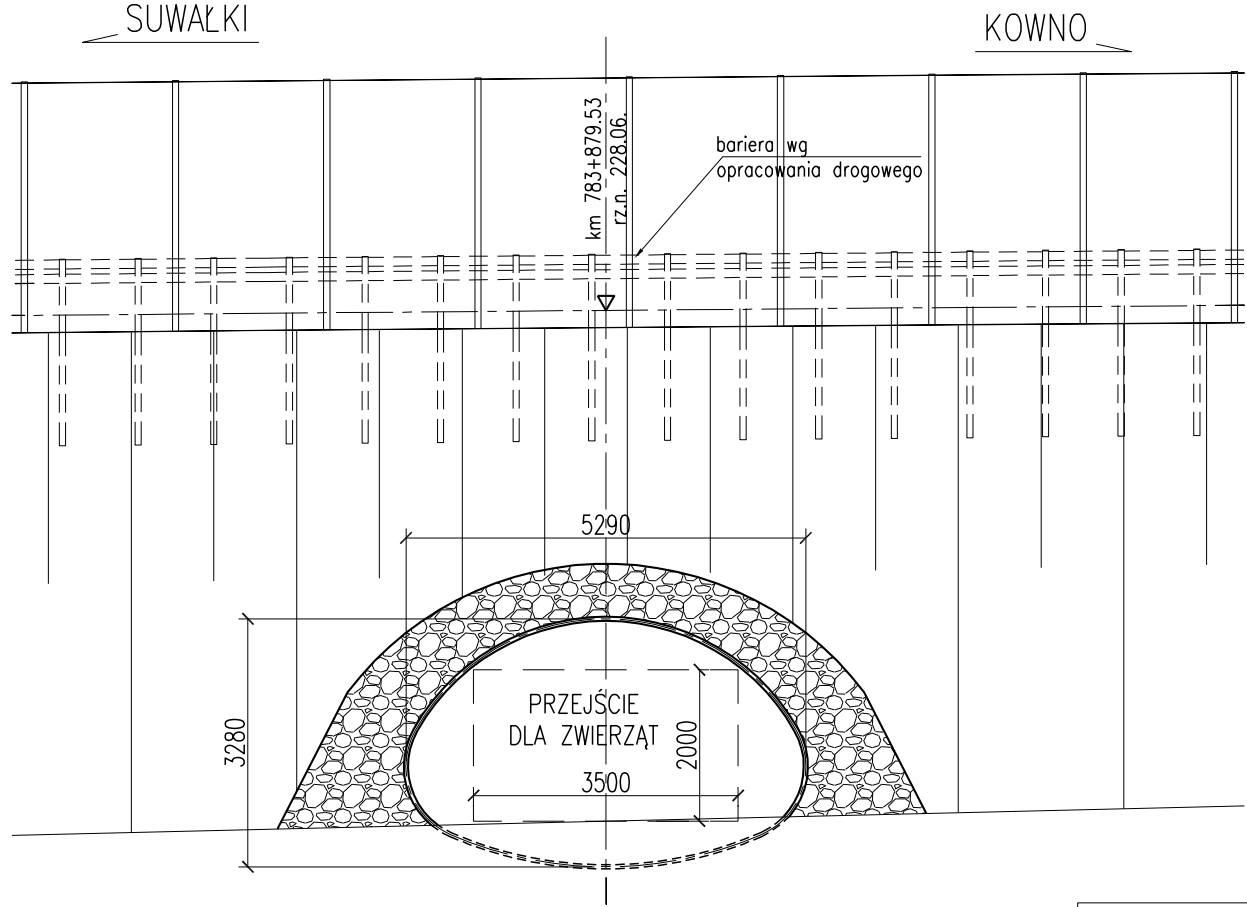 SUWAŁKI
KOWNO
km 783+879.53
rz.n. 228.06.
bariera wg
opracowania drogowego
5290
3280
PRZEJŚCIE
DLA ZWIERZĄT
2000
3500